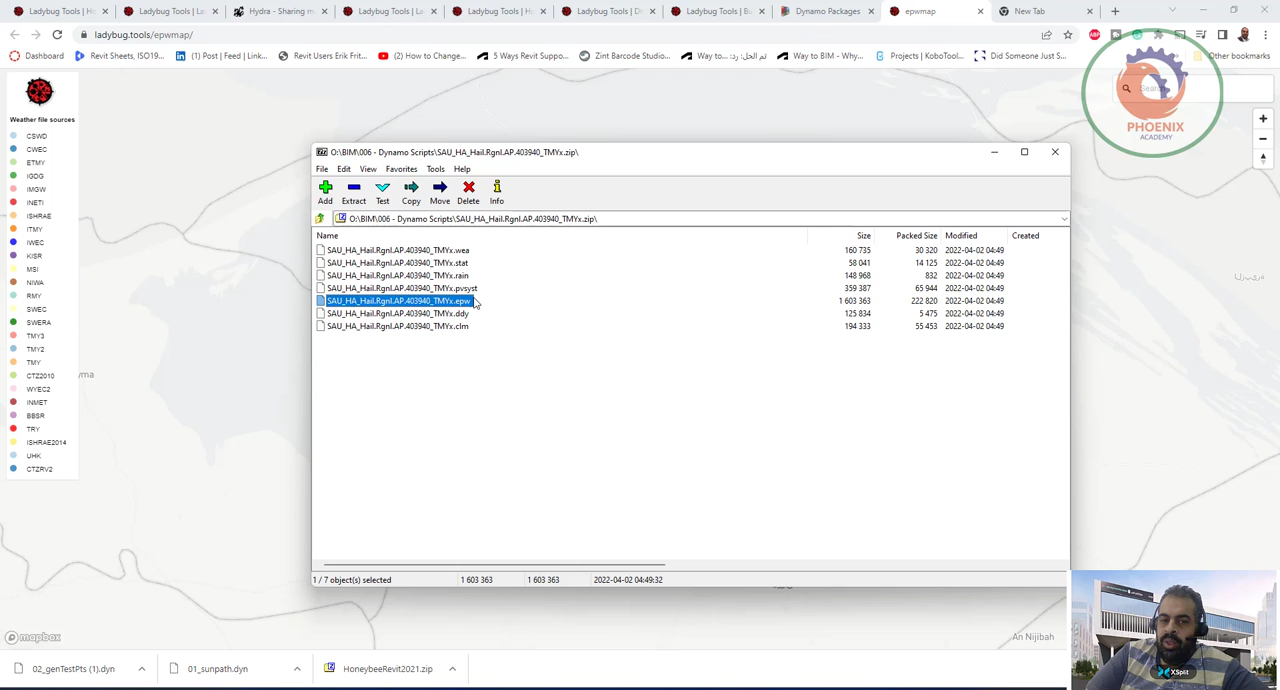 Ladybug Tools | Ho
Ladybug Tools | La
Hydra - Sharing m
Ladybug Tools | La
Ladybug Tools | Ho
Ladybug Tools | De
Ladybug Tools | Bu
Dynamo Packages
epwmap
New Tab
ladybug.tools/epwmap/
Dashboard
Revit Sheets, ISO19...
(1) Post | Feed | Link...
Revit Users Erik Frit...
(2) How to Change...
5 Ways Revit Suppo...
Zint Barcode Studio...
Way to BIM - Why...
Projects | KoboTool...
Did Someone Just S...
Other bookmarks
Weather file sources
CSWD
CWEC
ETMY
IGDG
IMGW
INETI
ISHRAE
ITMY
IWEC
KISR
MSI
NIWA
RMY
SWEC
SWERA
TMY3
TMY2
TMY
CTZ2010
WYEC2
INMET
BBSR
TRY
ISHRAE2014
UHK
CTZRV2
PHOENIX
ACADEMY
O:\BIM\006 - Dynamo Scripts\SAU_HA_Hail.Rgnl.AP.403940_TMYx.zip\
File Edit View Favorites Tools Help
Add Extract Test Copy Move Delete Info
O:\BIM\006 - Dynamo Scripts\SAU_HA_Hail.Rgnl.AP.403940_TMYx.zip\
Name Size Packed Size Modified Created
SAU_HA_Hail.Rgnl.AP.403940_TMYx.wea 160 735 30 320 2022-04-02 04:49
SAU_HA_Hail.Rgnl.AP.403940_TMYx.stat 58 041 14 125 2022-04-02 04:49
SAU_HA_Hail.Rgnl.AP.403940_TMYx.rain 148 968 832 2022-04-02 04:49
SAU_HA_Hail.Rgnl.AP.403940_TMYx.pvsyst 359 387 65 944 2022-04-02 04:49
SAU_HA_Hail.Rgnl.AP.403940_TMYx.epw 1 603 363 222 820 2022-04-02 04:49
SAU_HA_Hail.Rgnl.AP.403940_TMYx.ddy 125 834 5 475 2022-04-02 04:49
SAU_HA_Hail.Rgnl.AP.403940_TMYx.clm 194 333 55 453 2022-04-02 04:49
1 / 7 object(s) selected 1 603 363 1 603 363 2022-04-02 04:49:32
mapbox
An Nijibah
02_genTestPts (1).dyn
01_sunpath.dyn
HoneybeeRevit2021.zip
XSplit